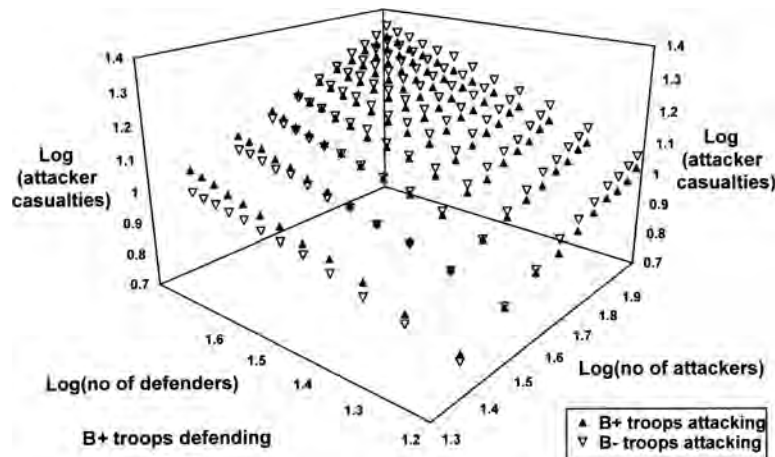 1.4
1.3
1.2
1.1
1
0.9
0.8
0.7
Log
(attacker
casualties)
1.4
1.3
1.2
1.1
1
0.9
0.8
0.7
Log
(attacker
casualties)
1.6
1.5
1.4
1.3
1.2
Log(no of defenders)
B+ troops defending
1.9
1.8
1.7
1.6
1.5
1.4
1.3
Log(no of attackers)
B+ troops attacking
B- troops attacking